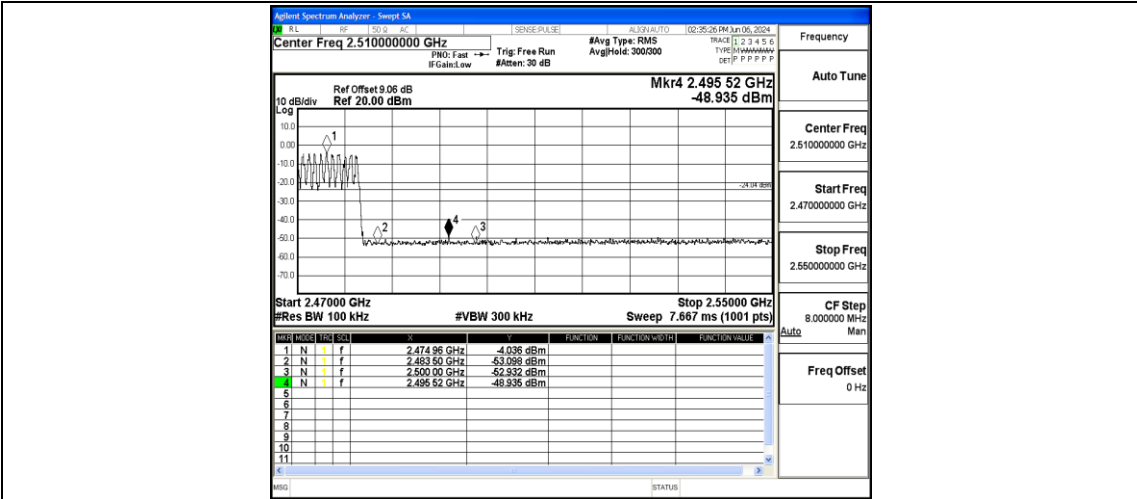 Agilent Spectrum Analyzer - Swept SA
RL RF 50 Ω AC SENSE:PULSE ALIGN AUTO 02:35:26 PM Jun 06, 2024
Center Freq 2.510000000 GHz
PNO: Fast
IFGain:Low
Trig: Free Run
#Atten: 30 dB
#Avg Type: RMS
Avg|Hold: 300/300
TRACE 1 2 3 4 5 6
TYPE M
DET P P P P P P
Ref Offset 9.06 dB
10 dB/div Ref 20.00 dBm
Log
Mkr4 2.495 52 GHz
-48.935 dBm
10.0
0.00
-10.0
-20.0
-30.0
-40.0
-50.0
-60.0
-70.0
1
2
4
3
-24.04 dBm
Start 2.47000 GHz Stop 2.55000 GHz
#Res BW 100 kHz #VBW 300 kHz Sweep 7.667 ms (1001 pts)
MKR MODE TRC SCL X Y FUNCTION FUNCTION WIDTH FUNCTION VALUE
1 N 1 f 2.474 96 GHz -4.036 dBm
2 N 1 f 2.483 50 GHz -53.098 dBm
3 N 1 f 2.500 00 GHz -52.932 dBm
4 N 1 f 2.495 52 GHz -48.935 dBm
5
6
7
8
9
10
11
MSG STATUS
Frequency
Auto Tune
Center Freq
2.510000000 GHz
Start Freq
2.470000000 GHz
Stop Freq
2.550000000 GHz
CF Step
8.000000 MHz
Auto Man
Freq Offset
0 Hz